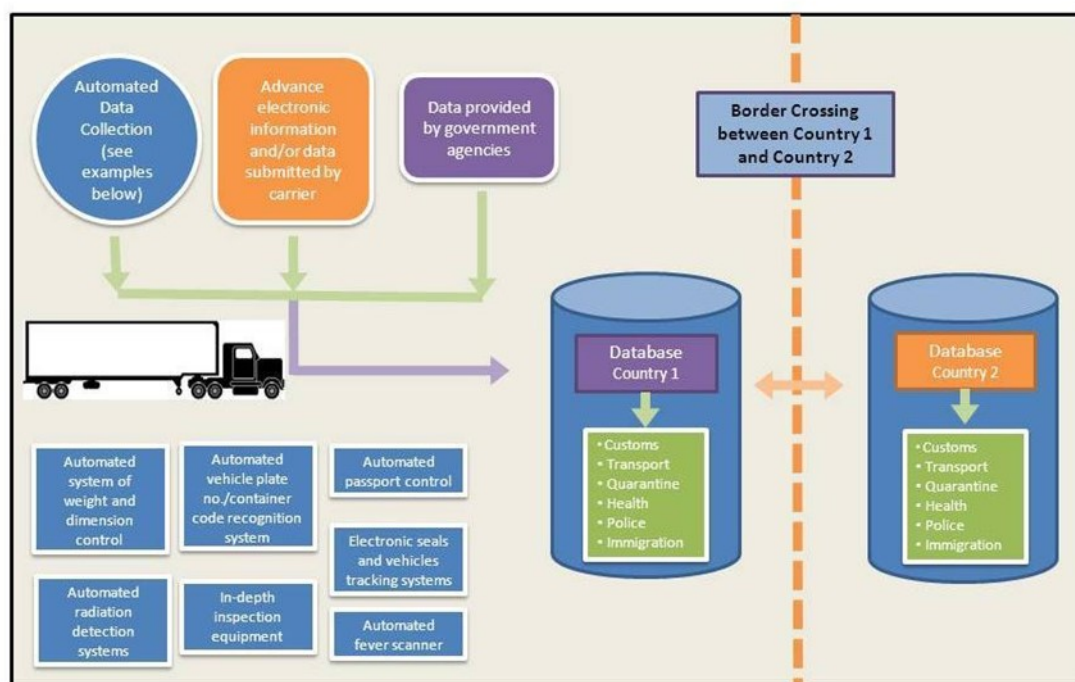 Automated
Data
Collection
(see
examples
below)
Advance
electronic
information
and/or data
submitted by
carrier
Data provided
by government
agencies
Border Crossing
between Country 1
and Country 2
Database
Country 1
• Customs
• Transport
• Quarantine
• Health
• Police
• Immigration
Database
Country 2
• Customs
• Transport
• Quarantine
• Health
• Police
• Immigration
Automated
system of
weight and
dimension
control
Automated
vehicle plate
no./container
code recognition
system
Automated
passport control
Electronic seals
and vehicles
tracking systems
Automated
radiation
detection
systems
In-depth
inspection
equipment
Automated
fever scanner